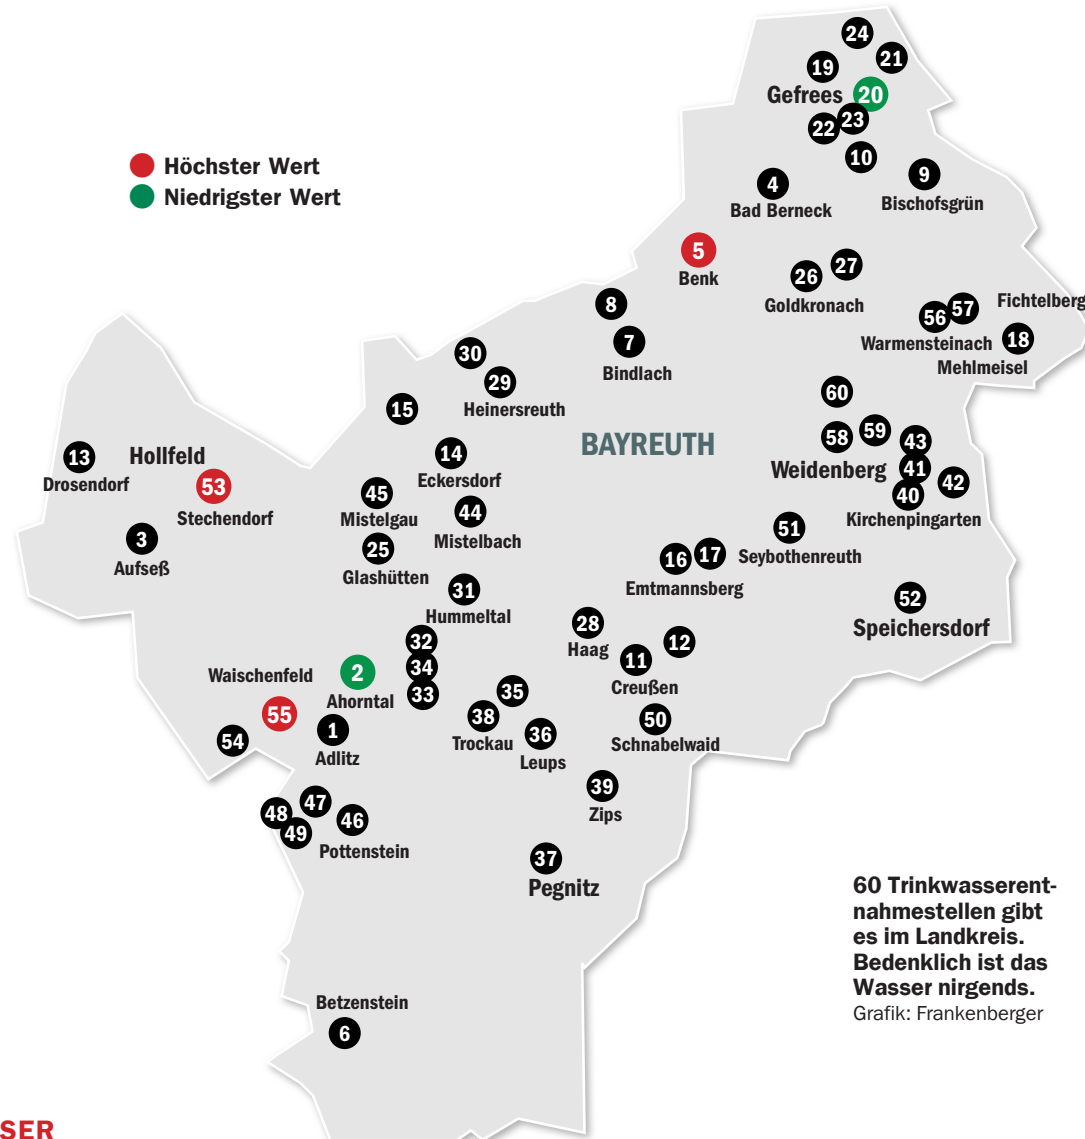 24
21
19
Gefrees 20
22 23
Höchster Wert
Niedrigster Wert
10
9
4
Bischofsgrün
Bad Berneck
5
Benk
27
26
Goldkronach
8
Fichtelberg
57
56
Warmensteinach
18
Mehlmeisel
7
Bindlach
30
29
Heinersreuth
15
60
59
58
43
Weidenberg
41
42
40
Kirchenpingarten
BAYREUTH
14
Eckersdorf
Hollfeld
13
Drosendorf
53
Stechendorf
45
Mistelgau
44
Mistelbach
3
Aufseß
25
Glashütten
51
Seybothenreuth
16 17
Emtmannsberg
31
Hummeltal
52
Speichersdorf
28
Haag
12
11
Creußen
32
34
33
Waischenfeld
2
Ahorntal
55
54
1
Adlitz
35
38
Trockau
36
Leups
50
Schnabelwaid
39
Zips
47
48
49
46
Pottenstein
37
Pegnitz
60 Trinkwasserent-
nahmestellen gibt
es im Landkreis.
Bedenklich ist das
Wasser nirgends.
Grafik: Frankenberger
Betzenstein
6
SER